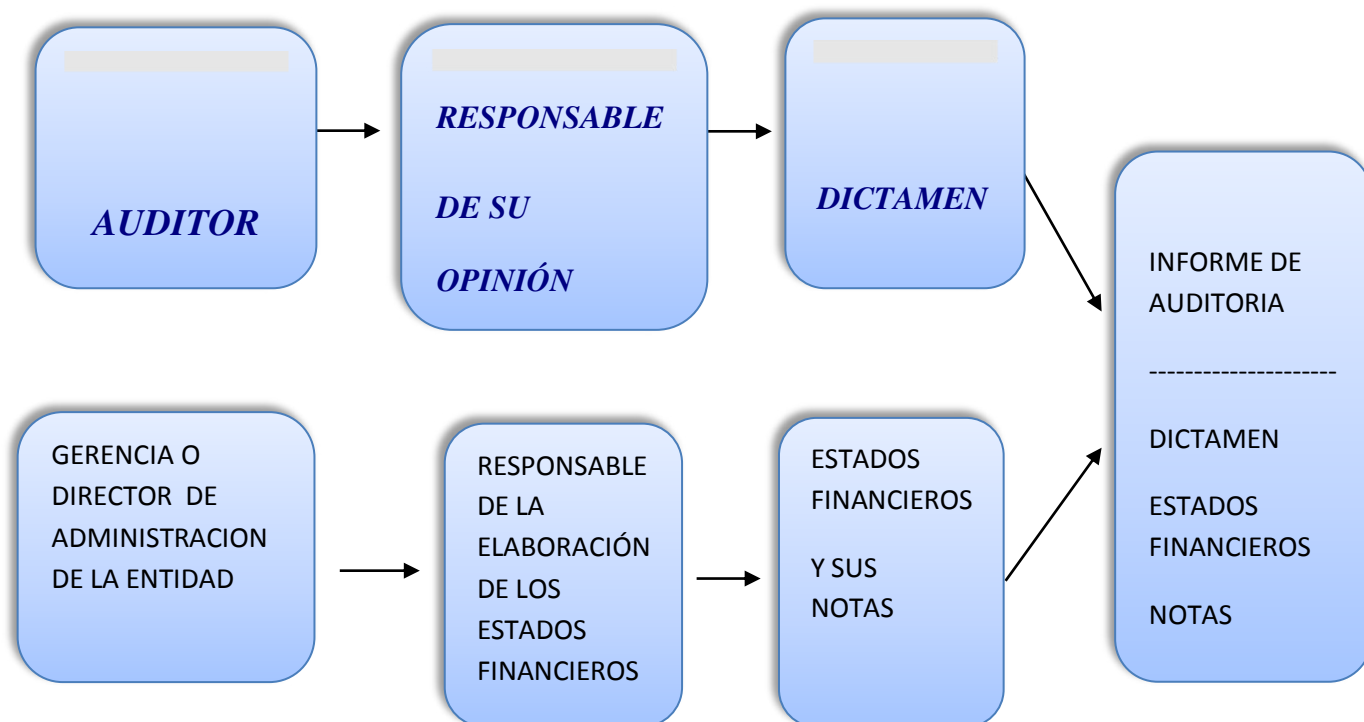 AUDITOR
RESPONSABLE
DE SU
OPINIÓN
DICTAMEN
INFORME DE
AUDITORIA
---------------------
DICTAMEN
ESTADOS
FINANCIEROS
NOTAS
GERENCIA O
DIRECTOR DE
ADMINISTRACION
DE LA ENTIDAD
RESPONSABLE
DE LA
ELABORACIÓN
DE LOS
ESTADOS
FINANCIEROS
ESTADOS
FINANCIEROS
Y SUS
NOTAS